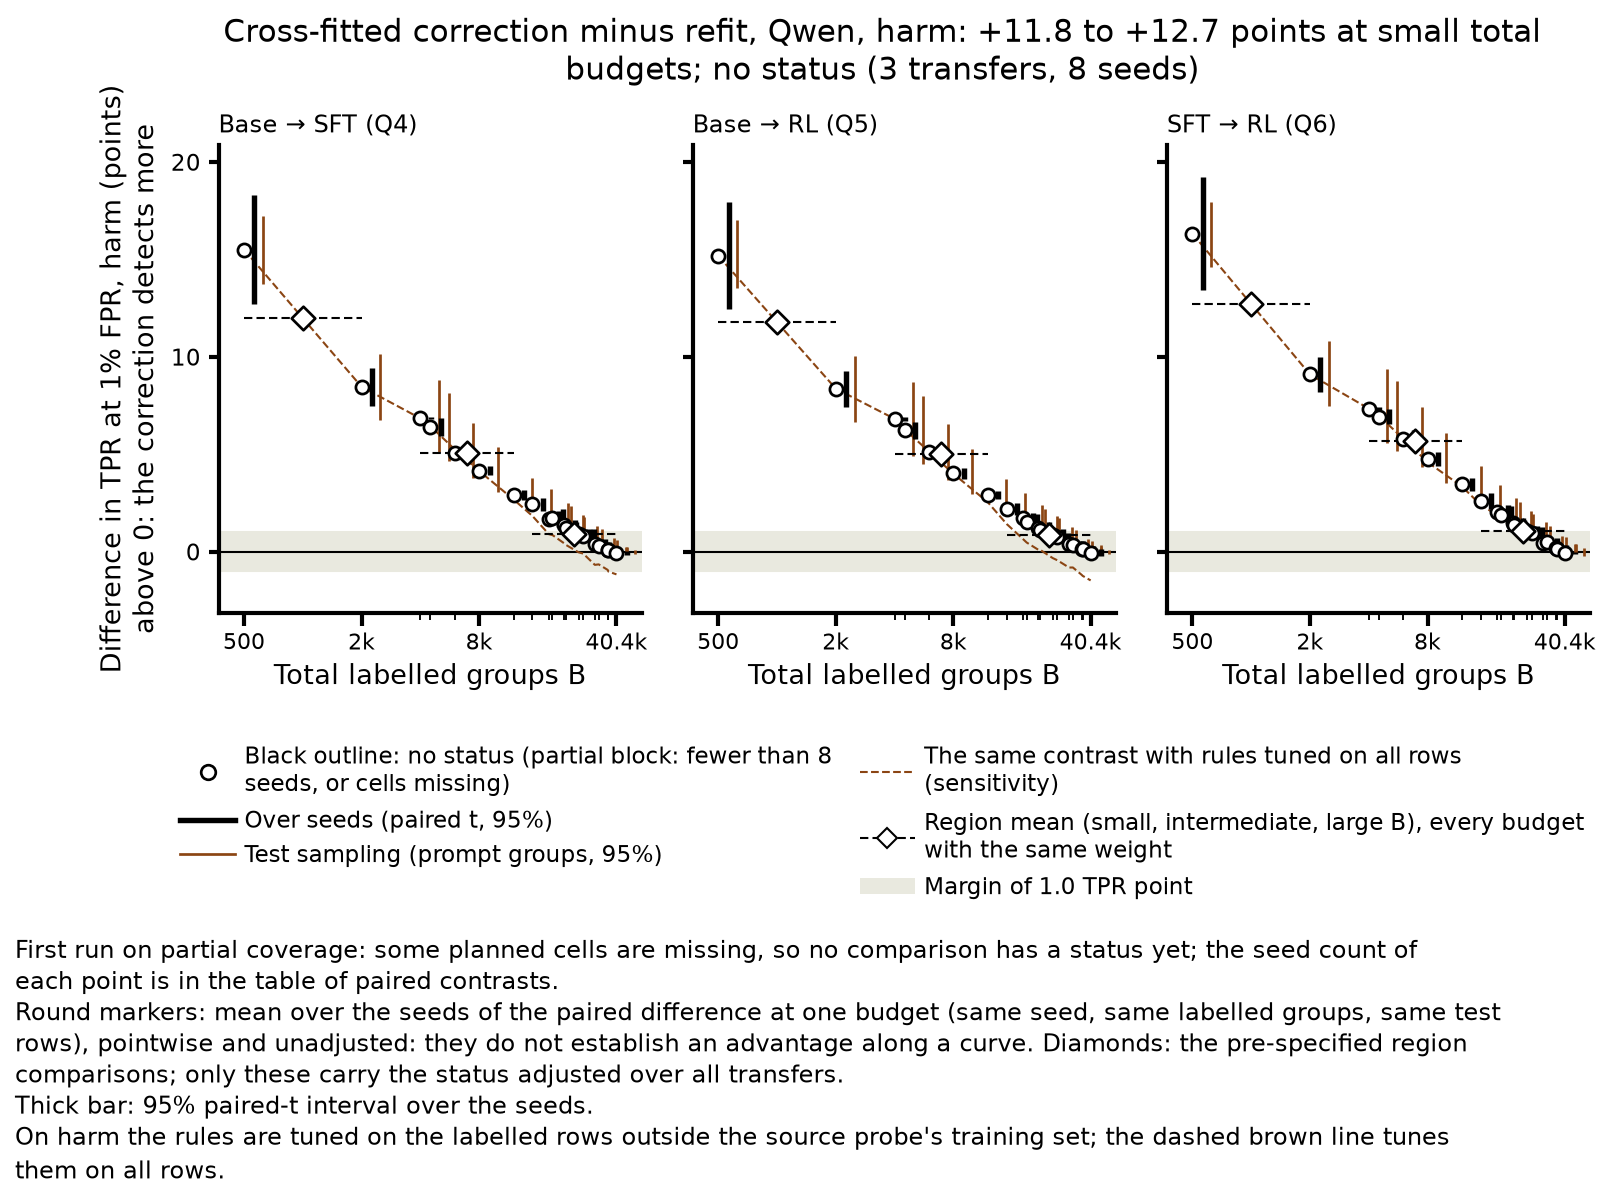 Cross-fitted correction minus refit, Qwen, harm: +11.8 to +12.7 points at small total
budgets; no status (3 transfers, 8 seeds)
Difference in TPR at 1% FPR, harm (points)
above 0: the correction detects more
Base → SFT (Q4)
Base → RL (Q5)
SFT → RL (Q6)
20
10
0
500 2k 8k 40.4k
500 2k 8k 40.4k
500 2k 8k 40.4k
Total labelled groups B
Total labelled groups B
Total labelled groups B
Black outline: no status (partial block: fewer than 8
seeds, or cells missing)
Over seeds (paired t, 95%)
Test sampling (prompt groups, 95%)
The same contrast with rules tuned on all rows
(sensitivity)
Region mean (small, intermediate, large B), every budget
with the same weight
Margin of 1.0 TPR point
First run on partial coverage: some planned cells are missing, so no comparison has a status yet; the seed count of
each point is in the table of paired contrasts.
Round markers: mean over the seeds of the paired difference at one budget (same seed, same labelled groups, same test
rows), pointwise and unadjusted: they do not establish an advantage along a curve. Diamonds: the pre-specified region
comparisons; only these carry the status adjusted over all transfers.
Thick bar: 95% paired-t interval over the seeds.
On harm the rules are tuned on the labelled rows outside the source probe's training set; the dashed brown line tunes
them on all rows.